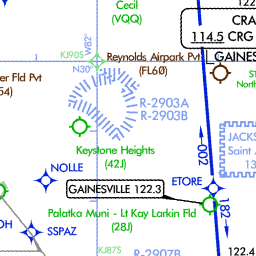 Cecil
(VQQ)
CRA
114.5 CRG
KJ90S
W82°
N30°
Reynolds Airpark Pvt
(FL60)
GAINES
er Fld Pvt
54)
ST
North
R-2903A
R-2903B
Keystone Heights
(42J)
002
JACKS
Saint
13
NOLLE
ETORE
GAINESVILLE 122.3
182
Palatka Muni - Lt Kay Larkin Fld
(28J)
OH
SSPAZ
KJ87S
R-2907B
122.4